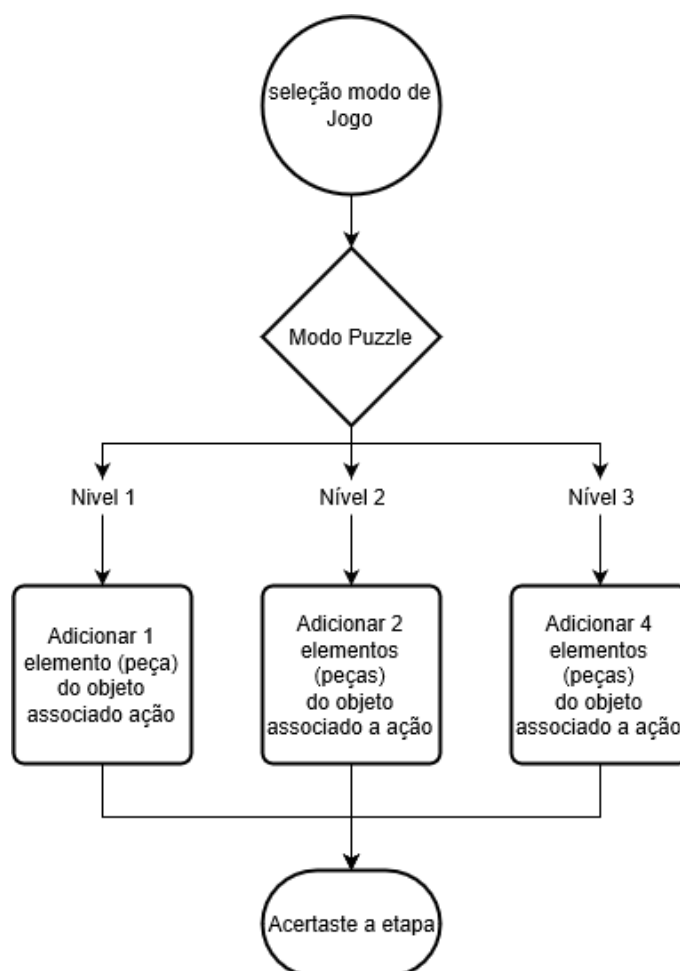 seleção modo de
Jogo
Modo Puzzle
Nivel 1
Nível 2
Nível 3
Adicionar 1
elemento (peça)
do objeto
associado ação
Adicionar 2
elementos
(peças)
do objeto
associado a ação
Adicionar 4
elementos
(peças)
do objeto
associado a ação
Acertaste a etapa